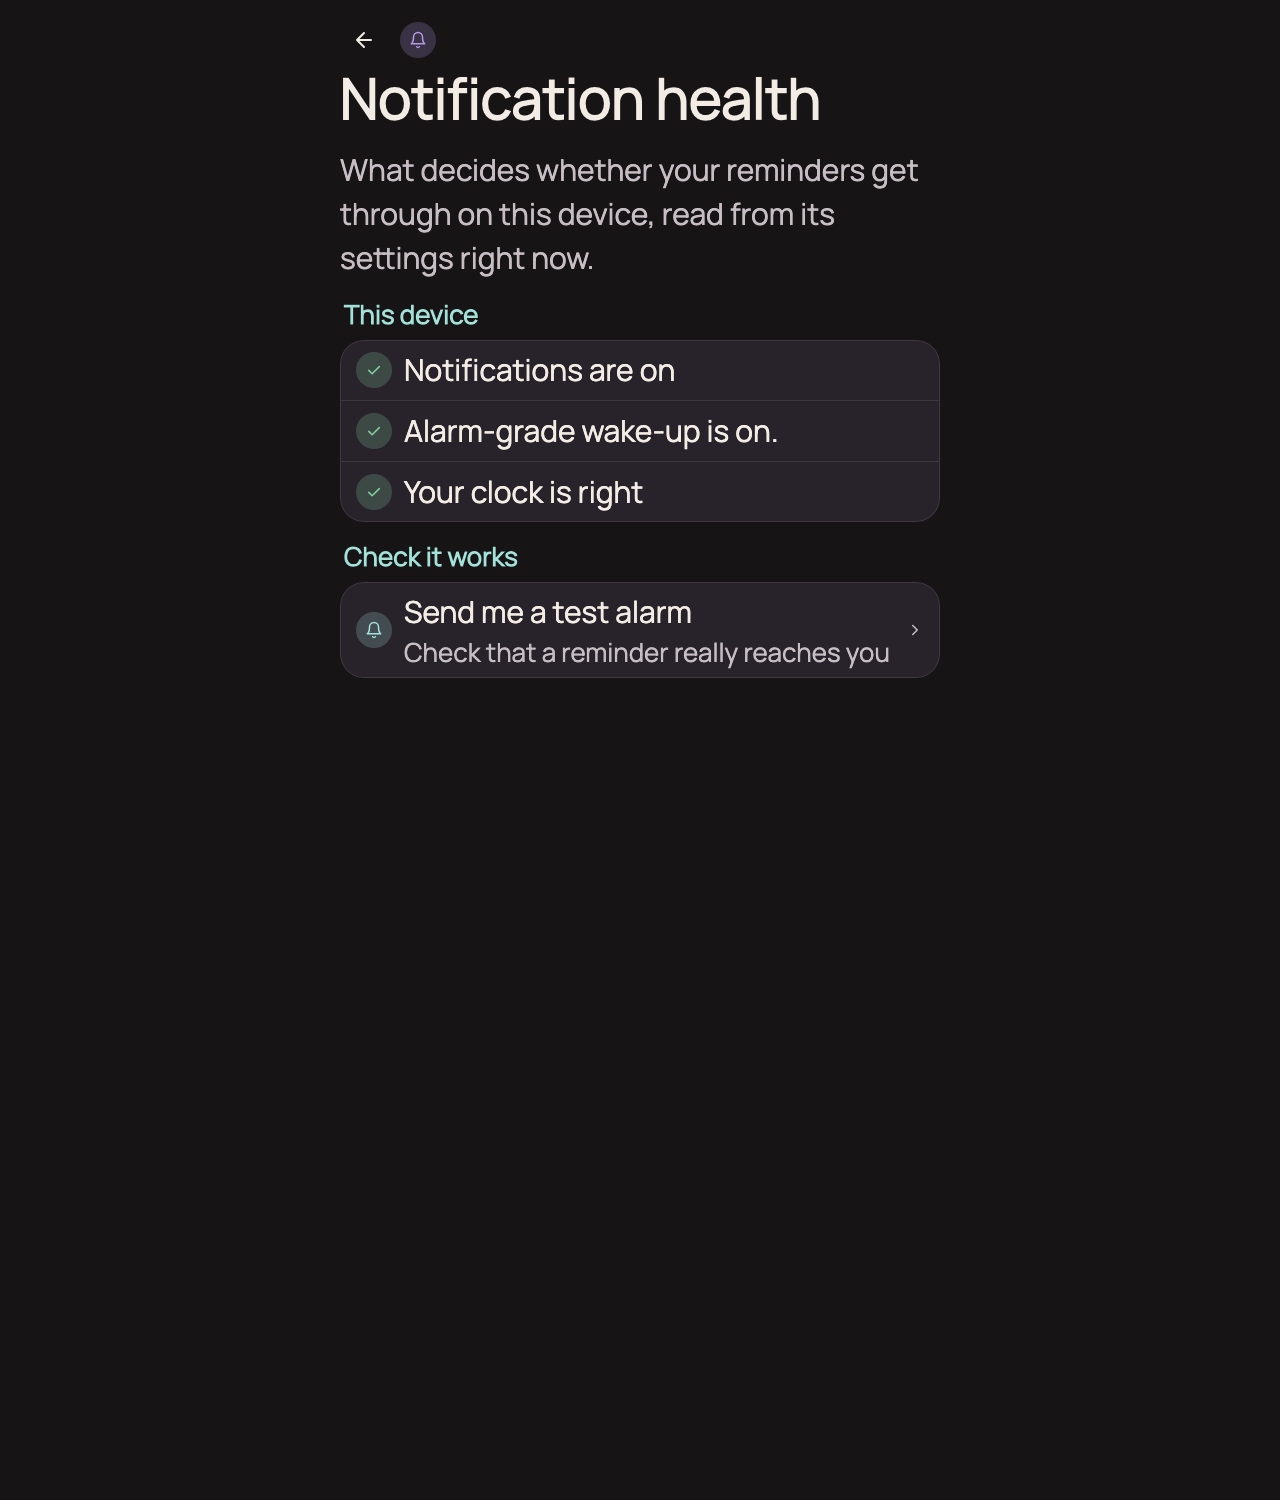 Notification health
What decides whether your reminders get
through on this device, read from its
settings right now.
This device
Notifications are on
Alarm-grade wake-up is on.
Your clock is right
Check it works
Send me a test alarm
Check that a reminder really reaches you